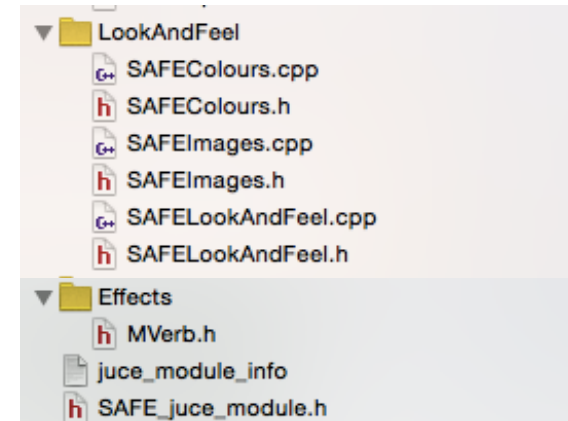 LookAndFeel
SAFEColours.cpp
SAFEColours.h
SAFEImages.cpp
SAFEImages.h
SAFELookAndFeel.cpp
SAFELookAndFeel.h
Effects
MVerb.h
juce_module_info
SAFE_juce_module.h